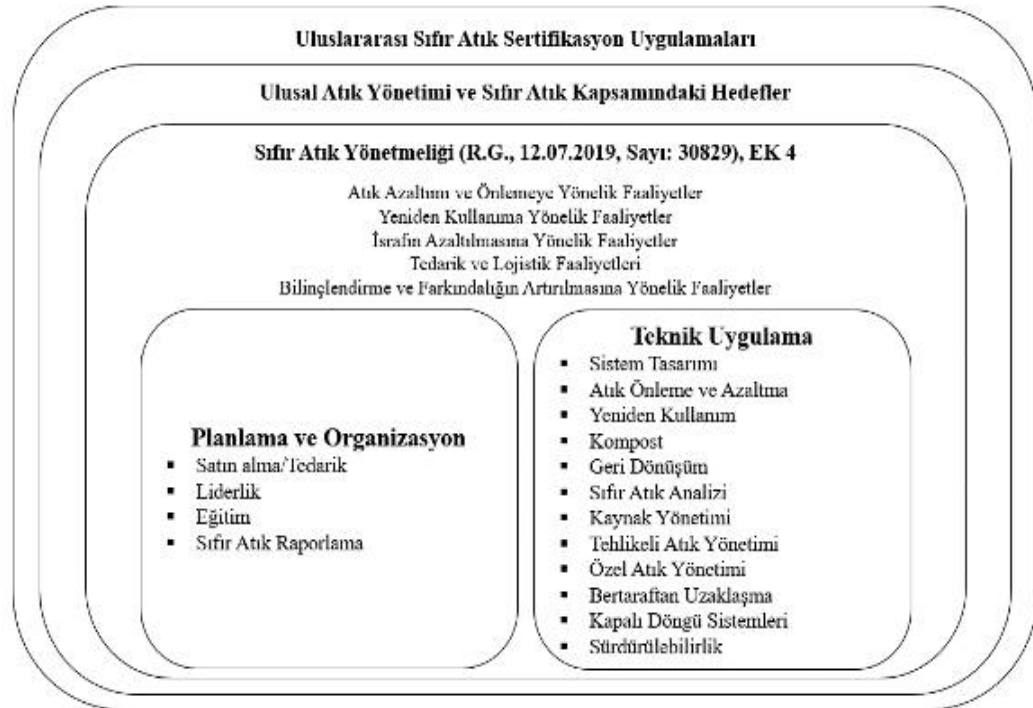 Uluslararası Sıfır Atık Sertifikasyon Uygulamaları
Ulusal Atık Yönetimi ve Sıfır Atık Kapsamındaki Hedefler
Sıfır Atık Yönetmeliği (R.G., 12.07.2019, Sayı: 30829), EK 4
Atık Azaltımı ve Önlemeye Yönelik Faaliyetler
Yeniden Kullanıma Yönelik Faaliyetler
İsrafın Azaltılmasına Yönelik Faaliyetler
Tedarik ve Lojistik Faaliyetleri
Bilinçlendirme ve Farkındalığın Artırılmasına Yönelik Faaliyetler
Planlama ve Organizasyon
▪ Satın alma/Tedarik
▪ Liderlik
▪ Eğitim
▪ Sıfır Atık Raporlama
Teknik Uygulama
▪ Sistem Tasarımı
▪ Atık Önleme ve Azaltma
▪ Yeniden Kullanım
▪ Kompost
▪ Geri Dönüşüm
▪ Sıfır Atık Analizi
▪ Kaynak Yönetimi
▪ Tehlikeli Atık Yönetimi
▪ Özel Atık Yönetimi
▪ Bertaraftan Uzaklaşma
▪ Kapalı Döngü Sistemleri
▪ Sürdürülebilirlik